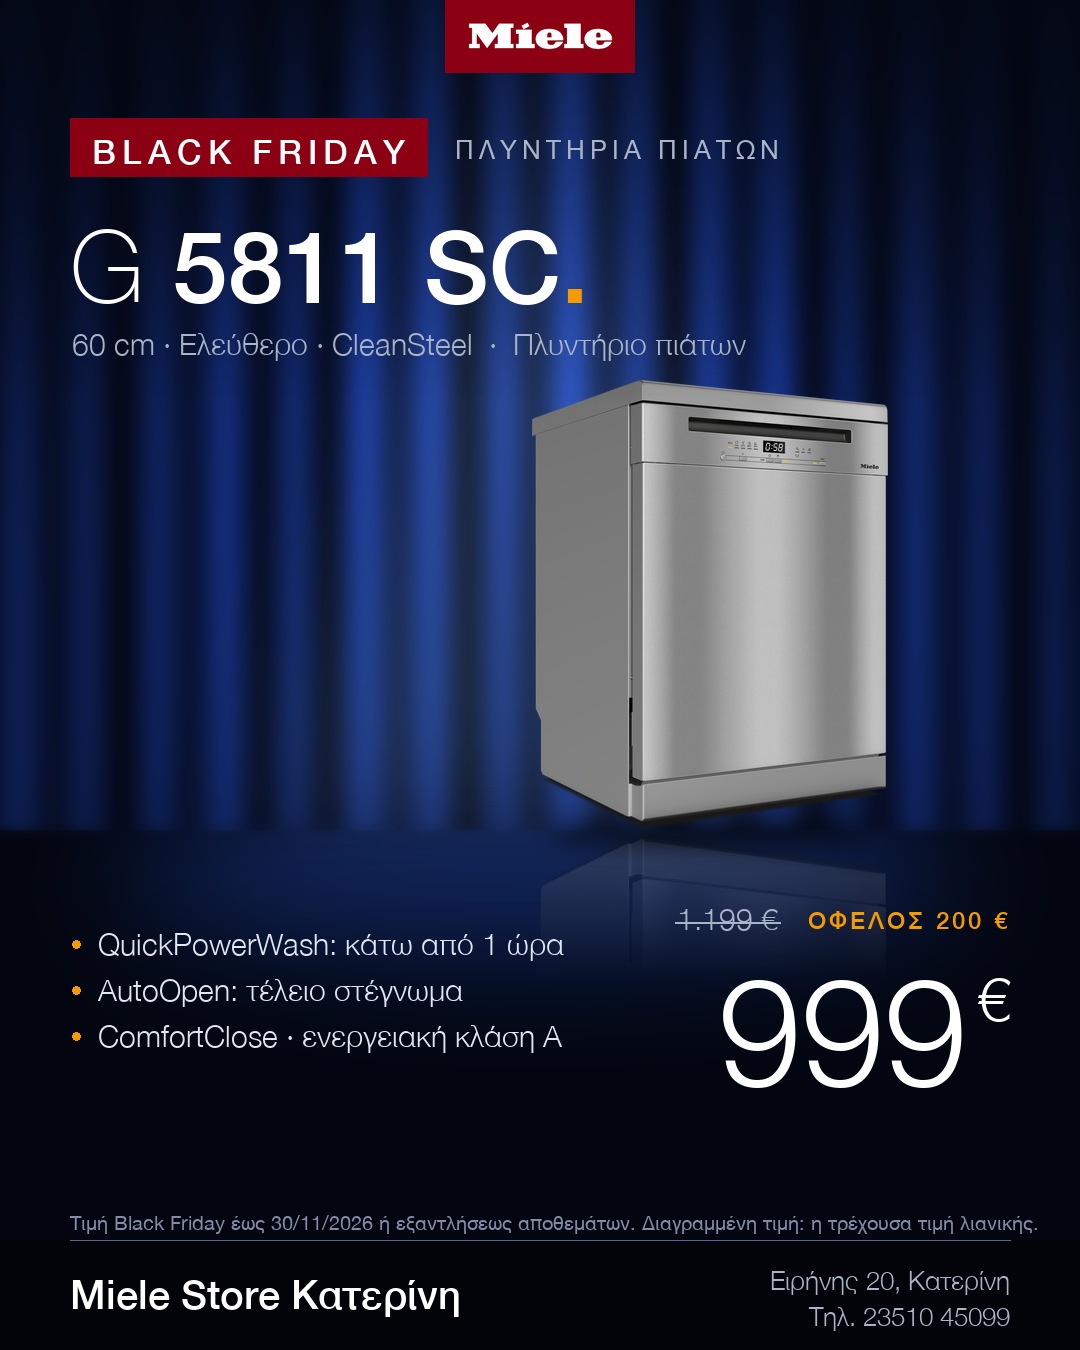 Miele
BLACK FRIDAY
ΠΛΥΝΤΗΡΙΑ ΠΙΑΤΩΝ
G 5811 SC.
60 cm · Ελεύθερο · CleanSteel · Πλυντήριο πιάτων
0:58
Miele
1.199 € ΟΦΕΛΟΣ 200 €
• QuickPowerWash: κάτω από 1 ώρα
• AutoOpen: τέλειο στέγνωμα
• ComfortClose · ενεργειακή κλάση A
999 €
Τιμή Black Friday έως 30/11/2026 ή εξαντλήσεως αποθεμάτων. Διαγραμμένη τιμή: η τρέχουσα τιμή λιανικής.
Miele Store Κατερίνη
Ειρήνης 20, Κατερίνη
Τηλ. 23510 45099